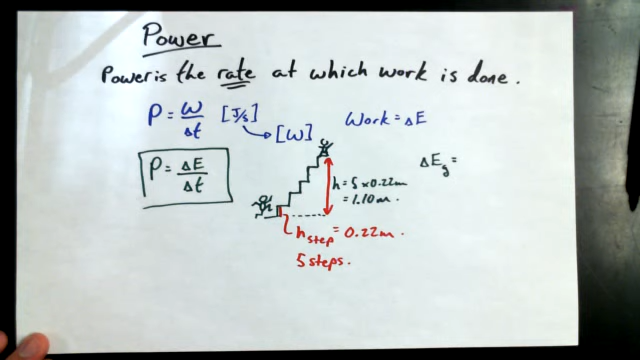 Power
Power is the rate at which work is done.
P = W/Δt [J/s]
[W]
Work = ΔE
P = ΔE/Δt
ΔEg =
h = 5 × 0.22m
= 1.10m.
hstep = 0.22m.
5 steps.